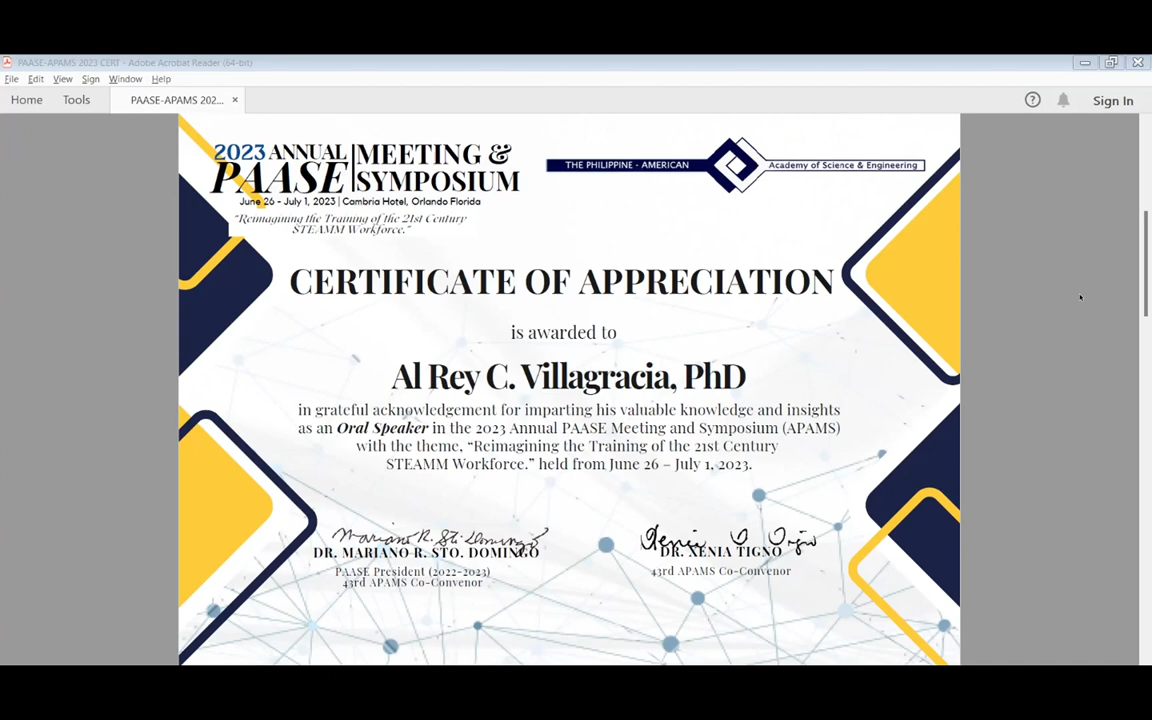 PAASE-APAMS 2023 CERT - Adobe Acrobat Reader (64-bit)
File Edit View Sign Window Help
Home Tools PAASE-APAMS 202... × Sign In
2023 ANNUAL PAASE MEETING & SYMPOSIUM
June 26 - July 1, 2023 | Cambria Hotel, Orlando Florida
"Reimagining the Training of the 21st Century
STEAMM Workforce."
THE PHILIPPINE - AMERICAN Academy of Science & Engineering
CERTIFICATE OF APPRECIATION
is awarded to
Al Rey C. Villagracia, PhD
in grateful acknowledgement for imparting his valuable knowledge and insights
as an Oral Speaker in the 2023 Annual PAASE Meeting and Symposium (APAMS)
with the theme, “Reimagining the Training of the 21st Century
STEAMM Workforce.” held from June 26 – July 1, 2023.
Mariano R. Sto. Domingo
DR. MARIANO R. STO. DOMINGO
PAASE President (2022-2023)
43rd APAMS Co-Convenor
Xenia T Tigno
DR. XENIA TIGNO
43rd APAMS Co-Convenor